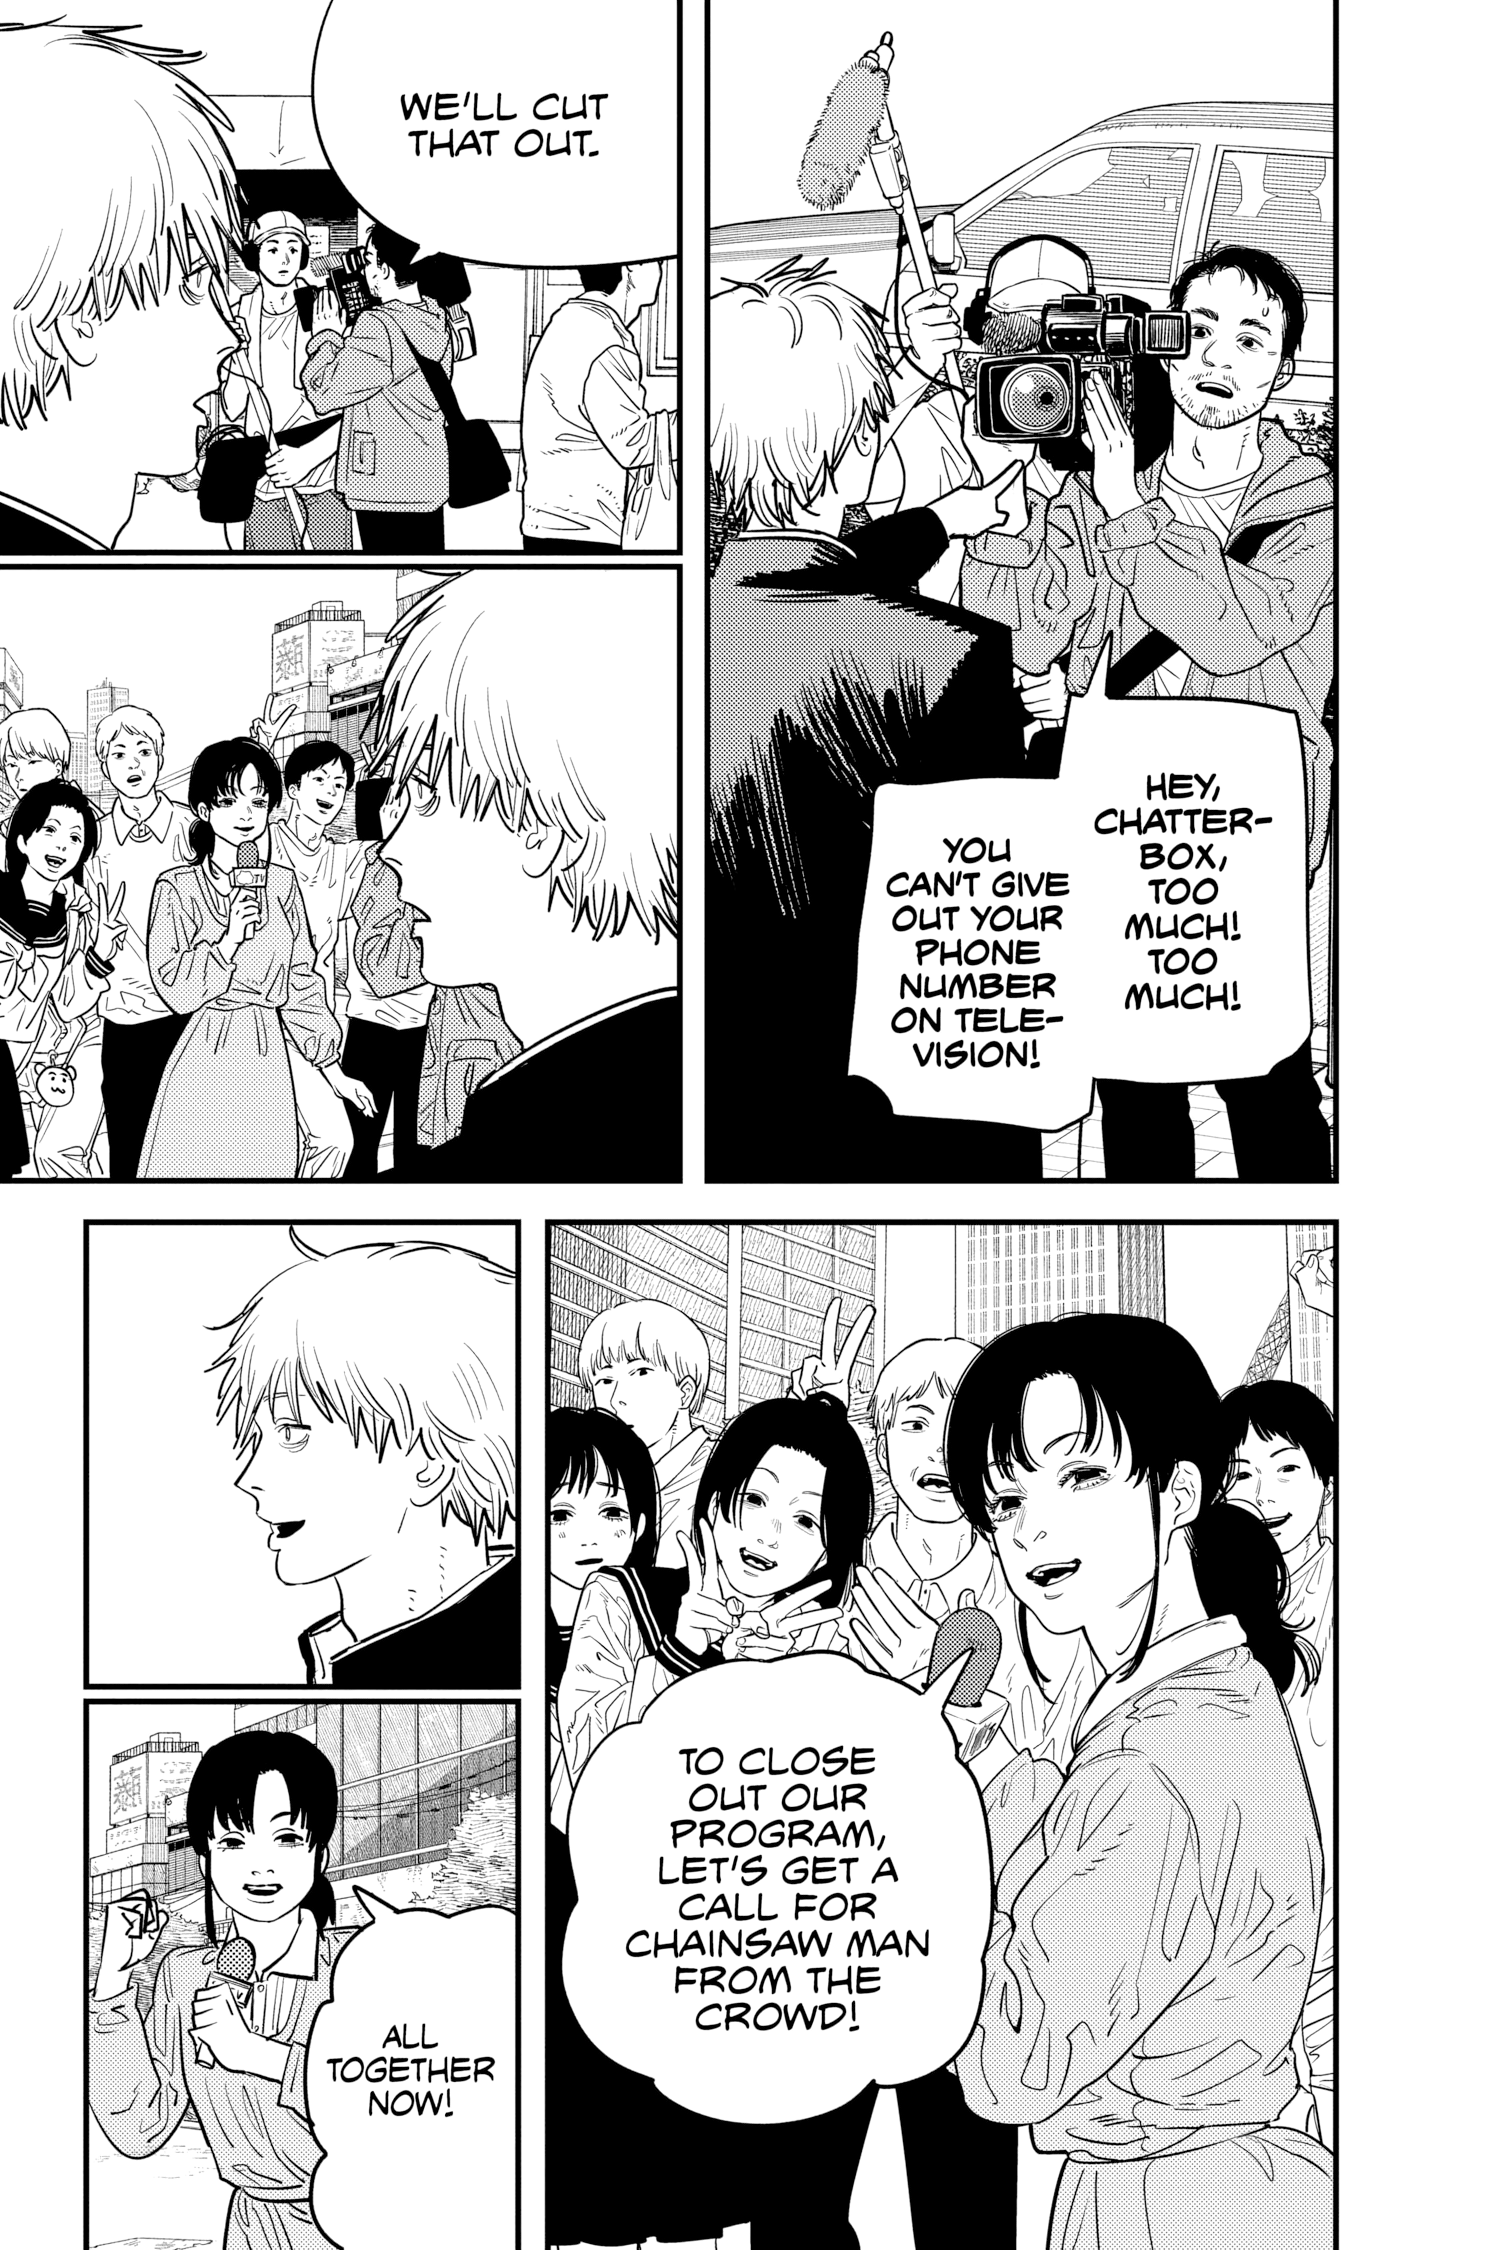 HEY,
CHATTER-
BOX,
TOO
MUCH!
TOO
MUCH!
YOU
CAN'T GIVE
OUT YOUR
PHONE
NUMBER
ON TELE-
VISION!
WE'LL CUT
THAT OUT.
TV
TO CLOSE
OUT OUR
PROGRAM,
LET'S GET A
CALL FOR
CHAINSAW MAN
FROM THE
CROWD!
ALL
TOGETHER
NOW!